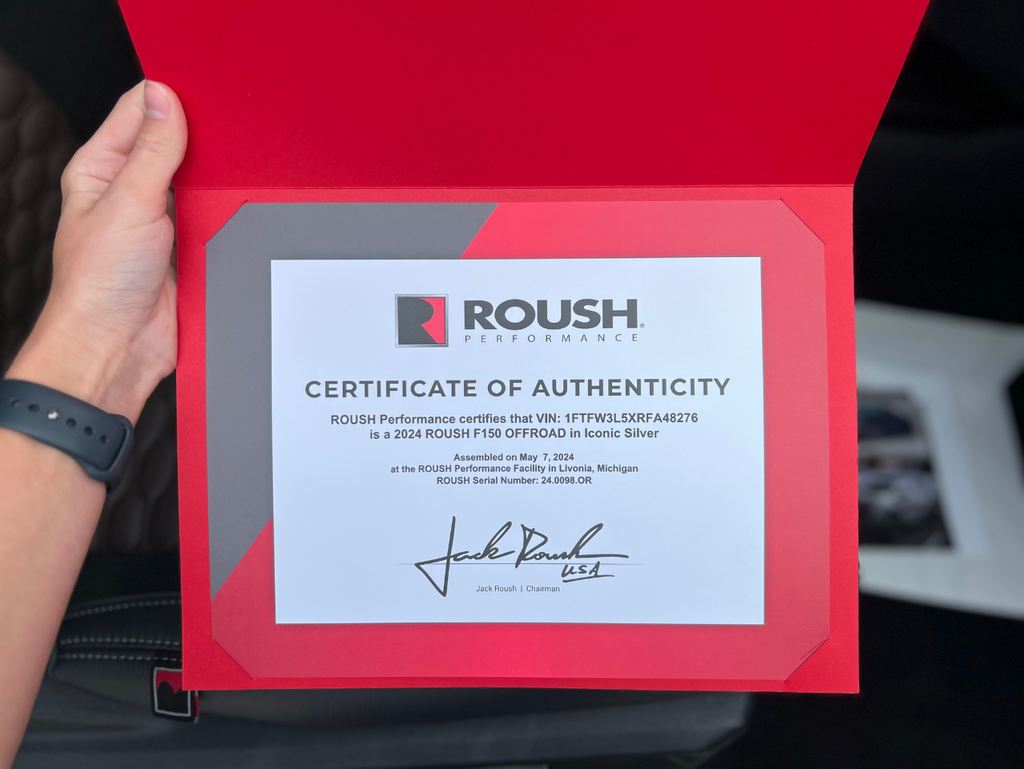 ROUSH®
PERFORMANCE
CERTIFICATE OF AUTHENTICITY
ROUSH Performance certifies that VIN: 1FTFW3L5XRFA48276
is a 2024 ROUSH F150 OFFROAD in Iconic Silver
Assembled on May 7, 2024
at the ROUSH Performance Facility in Livonia, Michigan
ROUSH Serial Number: 24.0098.OR
Jack Roush
USA
Jack Roush | Chairman